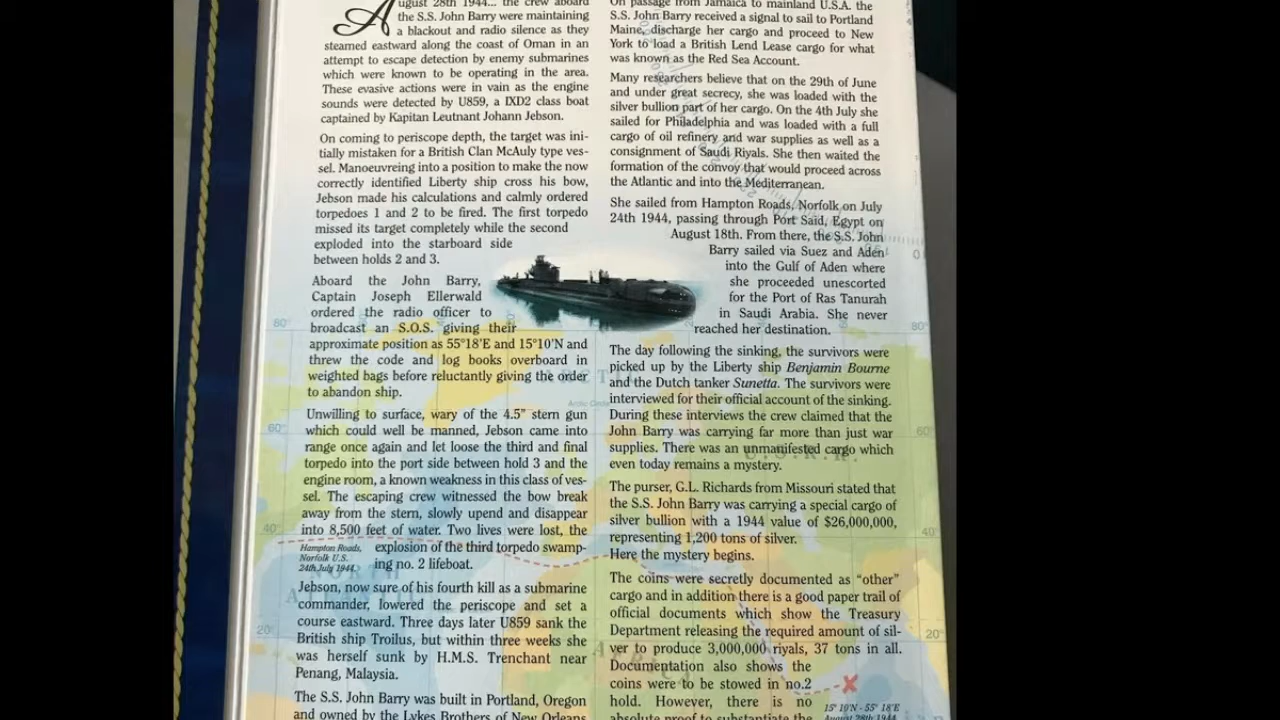 August 28th 1944... the crew aboard
the S.S. John Barry were maintaining
a blackout and radio silence as they
steamed eastward along the coast of Oman in an
attempt to escape detection by enemy submarines
which were known to be operating in the area.
These evasive actions were in vain as the engine
sounds were detected by U859, a IXD2 class boat
captained by Kapitan Leutnant Johann Jebson.
On coming to periscope depth, the target was ini-
tially mistaken for a British Clan McAuly type ves-
sel. Manoeuvreing into a position to make the now
correctly identified Liberty ship cross his bow,
Jebson made his calculations and calmly ordered
torpedoes 1 and 2 to be fired. The first torpedo
missed its target completely while the second
exploded into the starboard side
between holds 2 and 3.
Aboard the John Barry,
Captain Joseph Ellerwald
ordered the radio officer to
broadcast an S.O.S. giving their
approximate position as 55°18'E and 15°10'N and
threw the code and log books overboard in
weighted bags before reluctantly giving the order
to abandon ship.
Unwilling to surface, wary of the 4.5" stern gun
which could well be manned, Jebson came into
range once again and let loose the third and final
torpedo into the port side between hold 3 and the
engine room, a known weakness in this class of ves-
sel. The escaping crew witnessed the bow break
away from the stern, slowly upend and disappear
into 8,500 feet of water. Two lives were lost, the
explosion of the third torpedo swamp-
ing no. 2 lifeboat.
Hampton Roads,
Norfolk U.S.
24th July 1944.
Jebson, now sure of his fourth kill as a submarine
commander, lowered the periscope and set a
course eastward. Three days later U859 sank the
British ship Troilus, but within three weeks she
was herself sunk by H.M.S. Trenchant near
Penang, Malaysia.
The S.S. John Barry was built in Portland, Oregon
and owned by the Lykes Brothers of New Orleans
On passage from Jamaica to mainland U.S.A. the
S.S. John Barry received a signal to sail to Portland
Maine, discharge her cargo and proceed to New
York to load a British Lend Lease cargo for what
was known as the Red Sea Account.
Many researchers believe that on the 29th of June
and under great secrecy, she was loaded with the
silver bullion part of her cargo. On the 4th July she
sailed for Philadelphia and was loaded with a full
cargo of oil refinery and war supplies as well as a
consignment of Saudi Riyals. She then waited the
formation of the convoy that would proceed across
the Atlantic and into the Mediterranean.
She sailed from Hampton Roads, Norfolk on July
24th 1944, passing through Port Said, Egypt on
August 18th. From there, the S.S. John
Barry sailed via Suez and Aden
into the Gulf of Aden where
she proceeded unescorted
for the Port of Ras Tanurah
in Saudi Arabia. She never
reached her destination.
The day following the sinking, the survivors were
picked up by the Liberty ship Benjamin Bourne
and the Dutch tanker Sunetta. The survivors were
interviewed for their official account of the sinking.
During these interviews the crew claimed that the
John Barry was carrying far more than just war
supplies. There was an unmanifested cargo which
even today remains a mystery.
The purser, G.L. Richards from Missouri stated that
the S.S. John Barry was carrying a special cargo of
silver bullion with a 1944 value of $26,000,000,
representing 1,200 tons of silver.
Here the mystery begins.
The coins were secretly documented as "other"
cargo and in addition there is a good paper trail of
official documents which show the Treasury
Department releasing the required amount of sil-
ver to produce 3,000,000 riyals, 37 tons in all.
Documentation also shows the
coins were to be stowed in no.2
hold. However, there is no
absolute proof to substantiate the
15° 10'N - 55° 18'E
August 28th 1944
80°
60°
40°
20°
80°
60°
40°
20°
0
ARCTIC
Arctic Circle
U.S.S.R.
NORTH
ATLANTIC
AFRICA